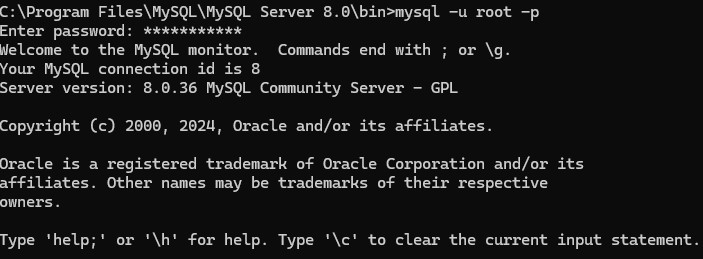 C:\Program Files\MySQL\MySQL Server 8.0\bin>mysql -u root -p
Enter password: ***********
Welcome to the MySQL monitor.  Commands end with ; or \g.
Your MySQL connection id is 8
Server version: 8.0.36 MySQL Community Server - GPL

Copyright (c) 2000, 2024, Oracle and/or its affiliates.

Oracle is a registered trademark of Oracle Corporation and/or its
affiliates. Other names may be trademarks of their respective
owners.

Type 'help;' or '\h' for help. Type '\c' to clear the current input statement.